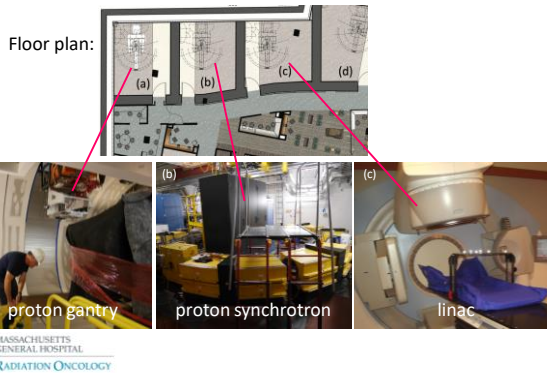 Floor plan:
(a)
(b)
(c)
(d)
(b)
(c)
proton gantry
proton synchrotron
linac
MASSACHUSETTS
GENERAL HOSPITAL
RADIATION ONCOLOGY